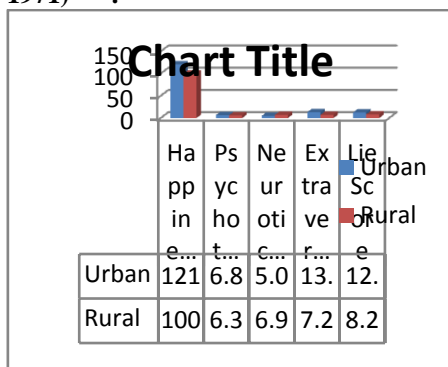 Chart Title
150
100
50
0
Ha Ps Ne Ex Lie
pp yc ur tra Sc
in ho oti ve or
e... t... c... r... e
Urban
Rural
Urban 121 6.8 5.0 13. 12.
Rural 100 6.3 6.9 7.2 8.2